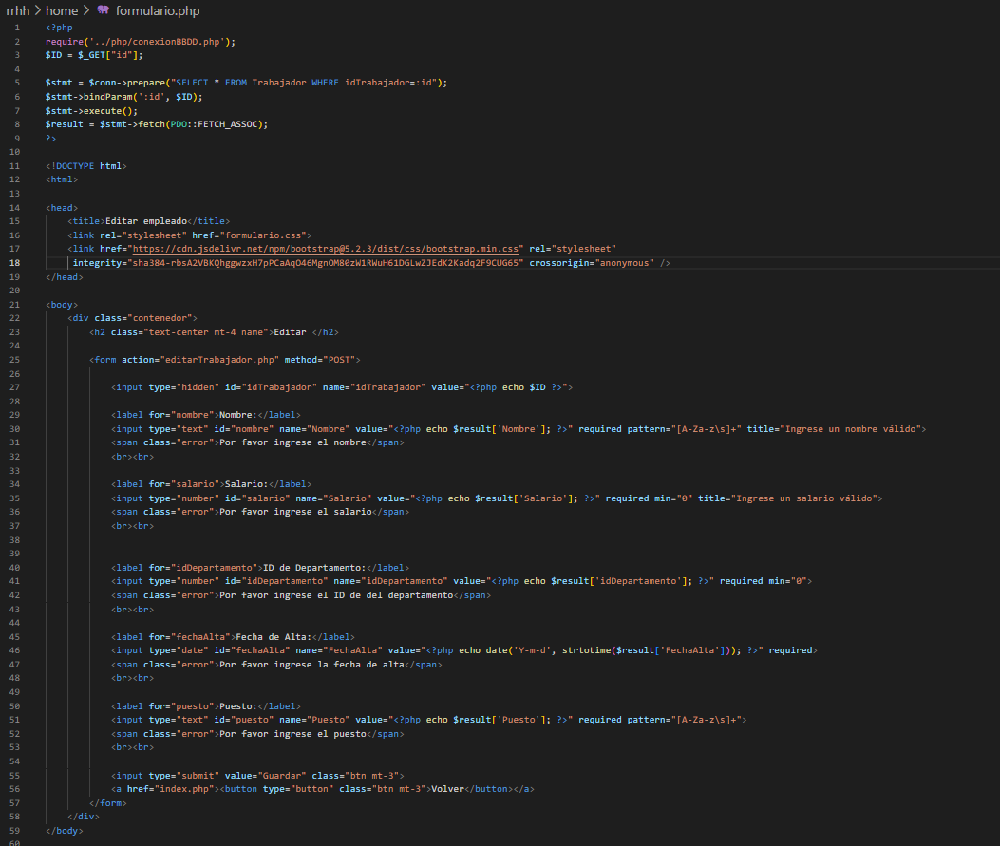 rrhh > home > formulario.php
1 <?php
2 require('../php/conexionBBDD.php');
3 $ID = $_GET["id"];
4
5 $stmt = $conn->prepare("SELECT * FROM Trabajador WHERE idTrabajador=:id");
6 $stmt->bindParam(':id', $ID);
7 $stmt->execute();
8 $result = $stmt->fetch(PDO::FETCH_ASSOC);
9 ?>
10
11 <!DOCTYPE html>
12 <html>
13
14 <head>
15 <title>Editar empleado</title>
16 <link rel="stylesheet" href="formulario.css">
17 <link href="https://cdn.jsdelivr.net/npm/bootstrap@5.2.3/dist/css/bootstrap.min.css" rel="stylesheet"
18 integrity="sha384-rbsA2VBKQhggwzxH7pPCaAqO46MgnOM80zW1RWuH61DGLwZJEdK2Kadq2F9CUG65" crossorigin="anonymous" />
19 </head>
20
21 <body>
22 <div class="contenedor">
23 <h2 class="text-center mt-4 name">Editar </h2>
24
25 <form action="editarTrabajador.php" method="POST">
26
27 <input type="hidden" id="idTrabajador" name="idTrabajador" value="<?php echo $ID ?>">
28
29 <label for="nombre">Nombre:</label>
30 <input type="text" id="nombre" name="Nombre" value="<?php echo $result['Nombre']; ?>" required pattern="[A-Za-z\s]+" title="Ingrese un nombre válido">
31 <span class="error">Por favor ingrese el nombre</span>
32 <br><br>
33
34 <label for="salario">Salario:</label>
35 <input type="number" id="salario" name="Salario" value="<?php echo $result['Salario']; ?>" required min="0" title="Ingrese un salario válido">
36 <span class="error">Por favor ingrese el salario</span>
37 <br><br>
38
39
40 <label for="idDepartamento">ID de Departamento:</label>
41 <input type="number" id="idDepartamento" name="idDepartamento" value="<?php echo $result['idDepartamento']; ?>" required min="0">
42 <span class="error">Por favor ingrese el ID de del departamento</span>
43 <br><br>
44
45 <label for="fechaAlta">Fecha de Alta:</label>
46 <input type="date" id="fechaAlta" name="FechaAlta" value="<?php echo date('Y-m-d', strtotime($result['FechaAlta'])); ?>" required>
47 <span class="error">Por favor ingrese la fecha de alta</span>
48 <br><br>
49
50 <label for="puesto">Puesto:</label>
51 <input type="text" id="puesto" name="Puesto" value="<?php echo $result['Puesto']; ?>" required pattern="[A-Za-z\s]+">
52 <span class="error">Por favor ingrese el puesto</span>
53 <br><br>
54
55 <input type="submit" value="Guardar" class="btn mt-3">
56 <a href="index.php"><button type="button" class="btn mt-3">Volver</button></a>
57 </form>
58 </div>
59 </body>
60